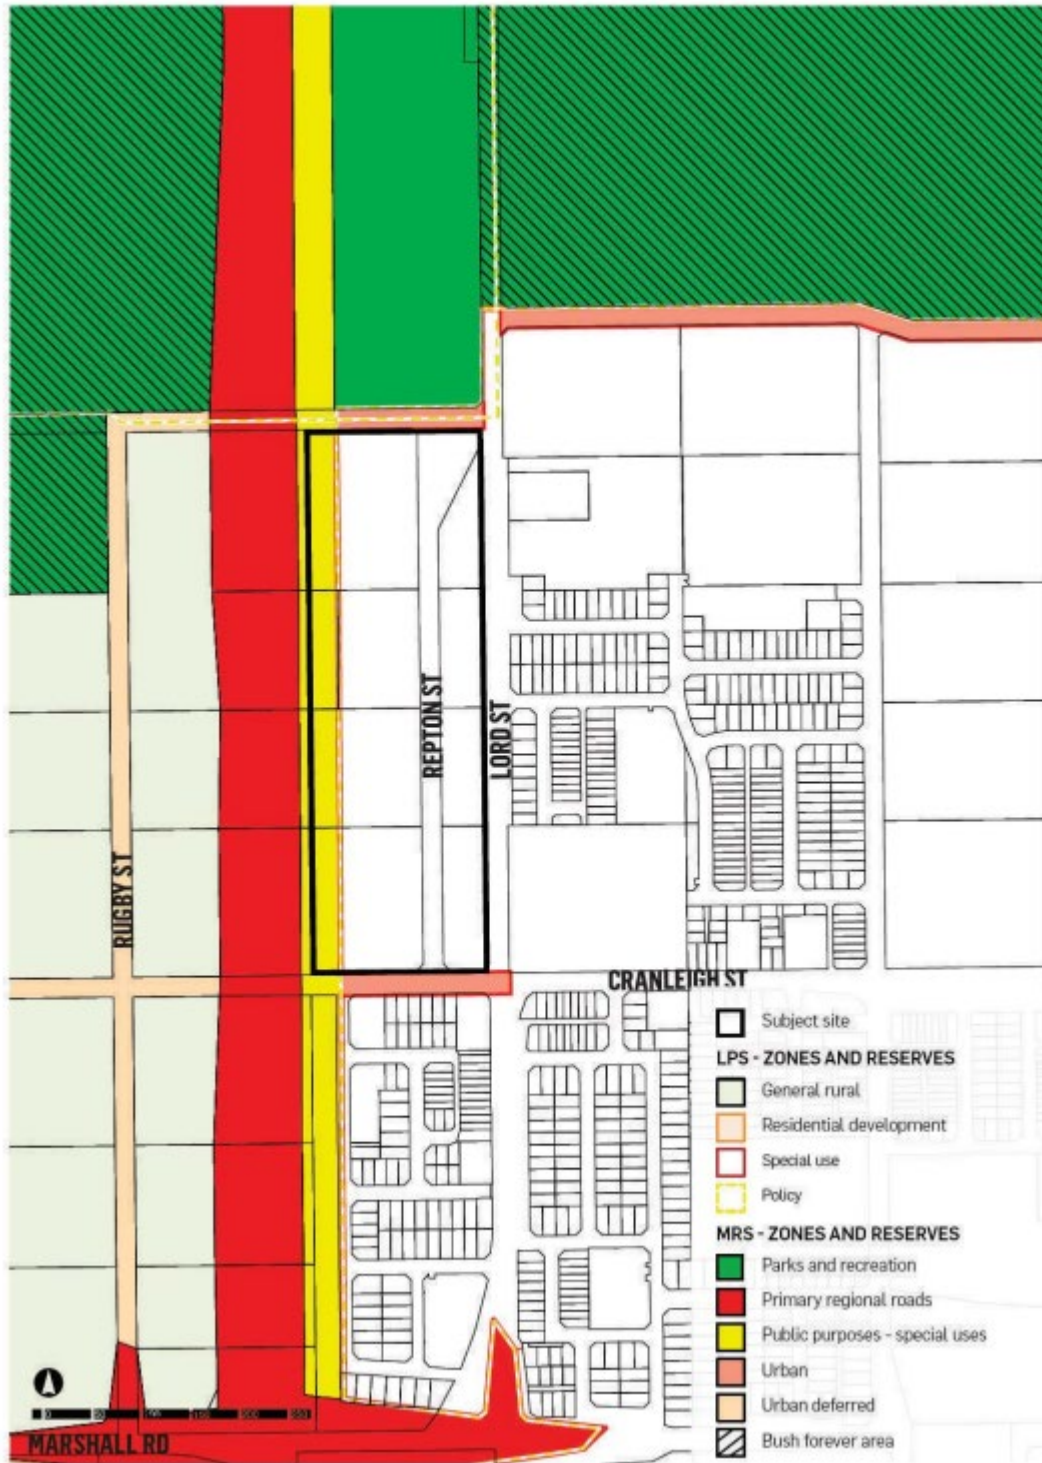 REPTON ST
LORD ST
RUGBY ST
CRANLEIGH ST
Subject site
LPS - ZONES AND RESERVES
General rural
Residential development
Special use
Policy
MRS - ZONES AND RESERVES
Parks and recreation
Primary regional roads
Public purposes - special uses
Urban
Urban deferred
Bush forever area
MARSHALL RD